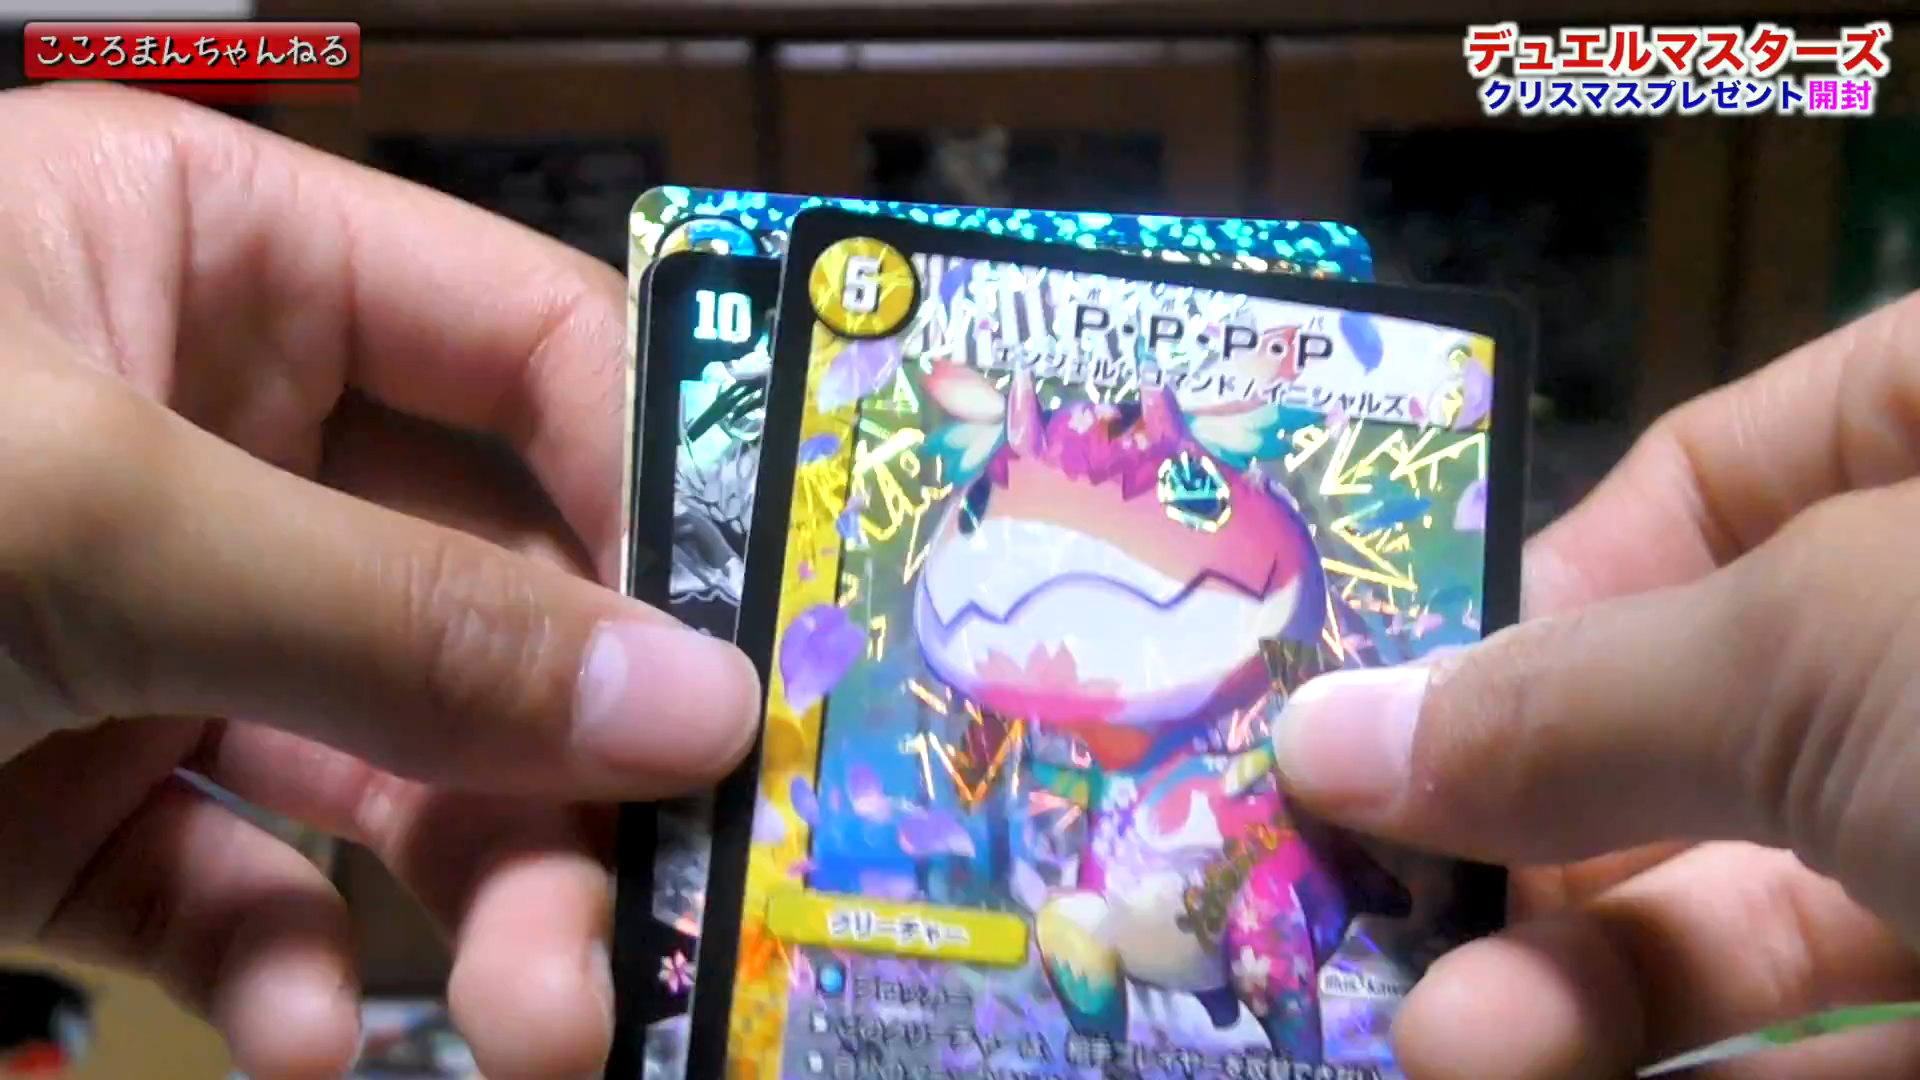 こころまんちゃんねる
デュエルマスターズ
クリスマスプレゼント開封
10
5
P・P・P・P
エンジェル・コマンド/イニシャルズ
クリーチャー